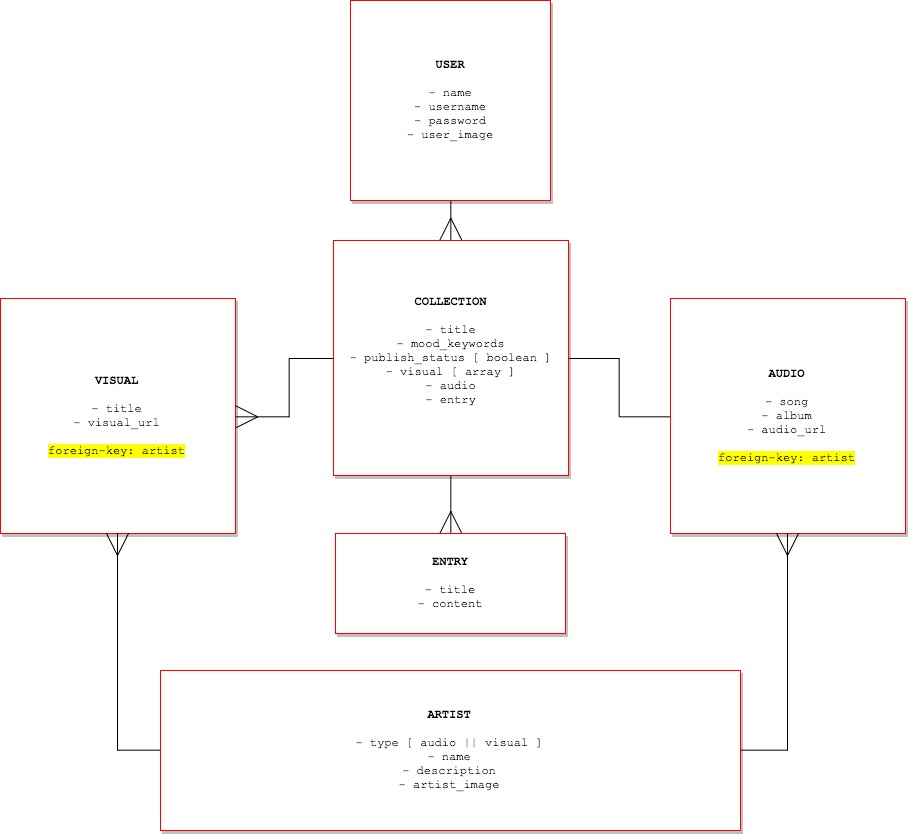 USER
- name
- username
- password
- user_image
COLLECTION
- title
- mood_keywords
- publish_status [ boolean ]
- visual [ array ]
- audio
- entry
VISUAL
- title
- visual_url
foreign-key: artist
AUDIO
- song
- album
- audio_url
foreign-key: artist
ENTRY
- title
- content
ARTIST
- type [ audio || visual ]
- name
- description
- artist_image